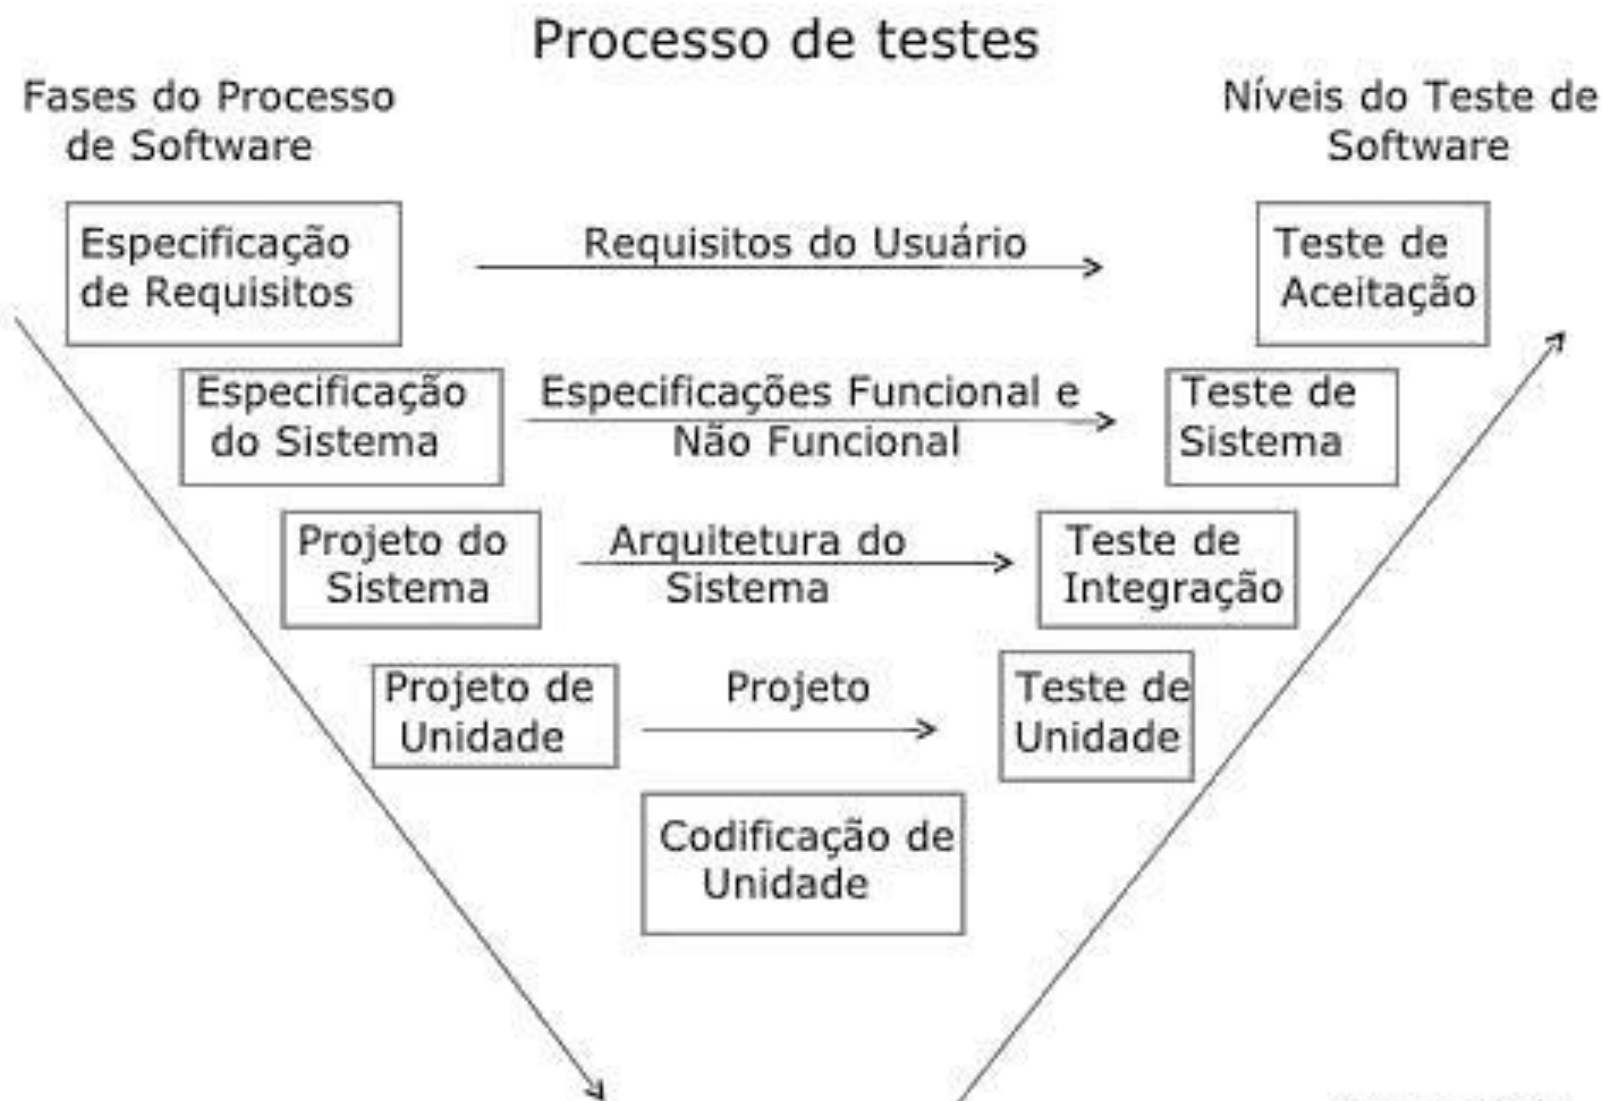 Processo de testes
Fases do Processo
de Software
Níveis do Teste de
Software
Especificação
de Requisitos
Requisitos do Usuário
Teste de
Aceitação
Especificação
do Sistema
Especificações Funcional e
Não Funcional
Teste de
Sistema
Projeto do
Sistema
Arquitetura do
Sistema
Teste de
Integração
Projeto de
Unidade
Projeto
Teste de
Unidade
Codificação de
Unidade